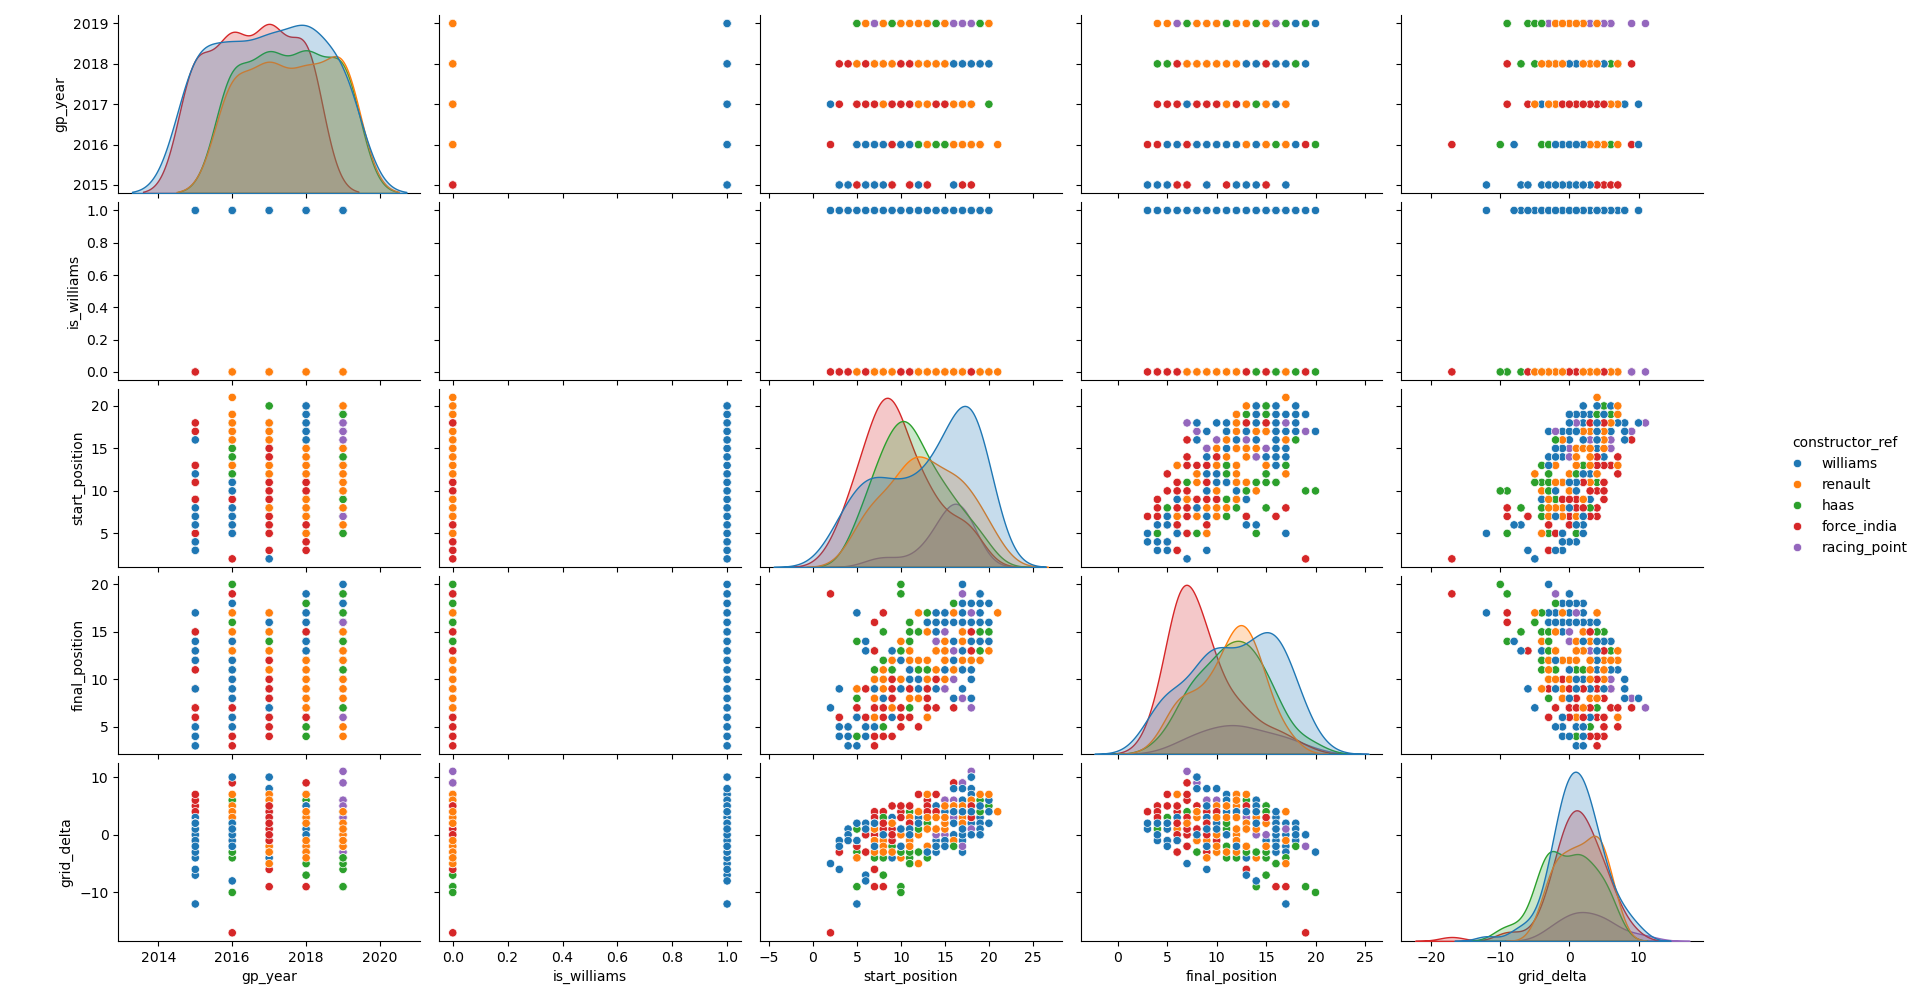 2019
2018
2017
2016
2015
gp_year
1.0
0.8
0.6
0.4
0.2
0.0
is_williams
20
15
10
5
start_position
20
15
10
5
final_position
10
0
−10
grid_delta
2014 2016 2018 2020
gp_year
0.0 0.2 0.4 0.6 0.8 1.0
is_williams
−5 0 5 10 15 20 25
start_position
0 5 10 15 20 25
final_position
−20 −10 0 10
grid_delta
constructor_ref
williams
renault
haas
force_india
racing_point